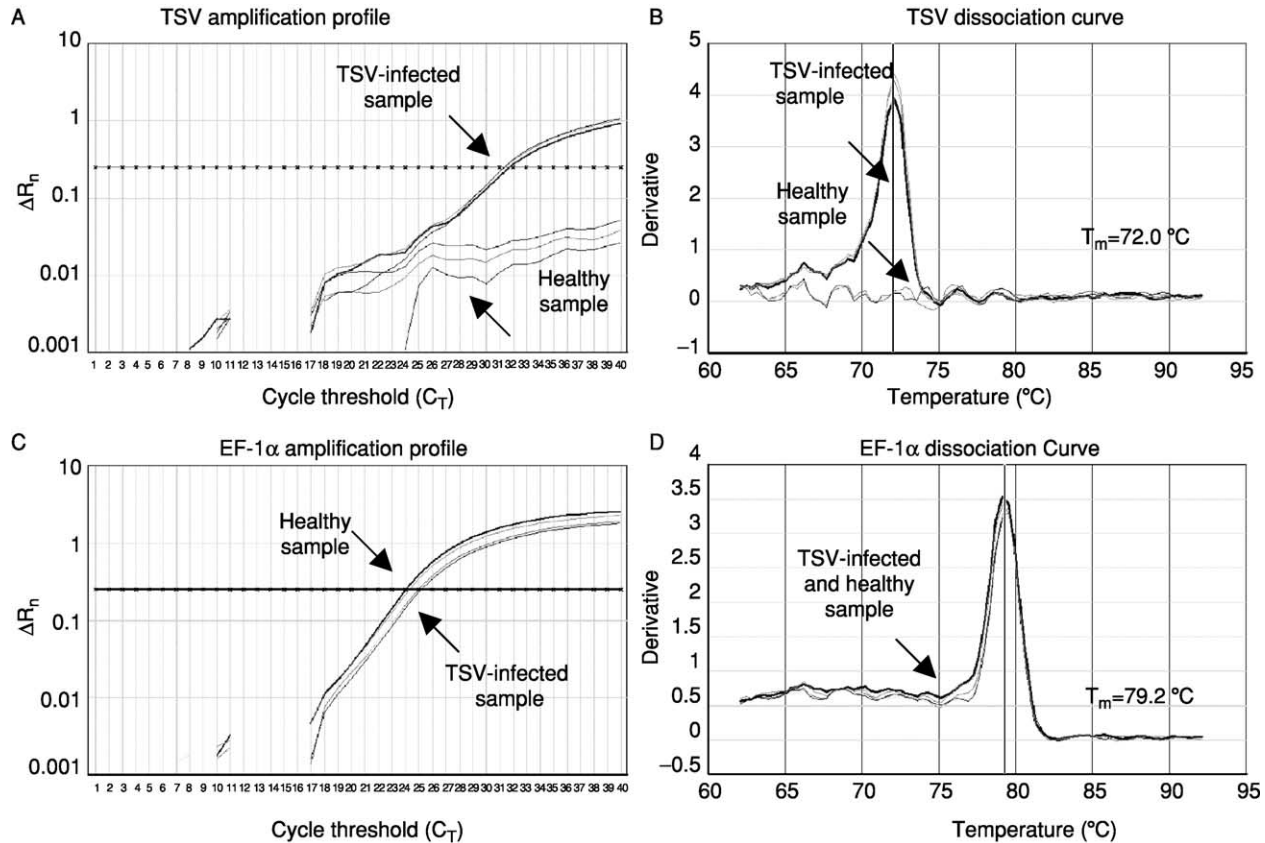 A
TSV amplification profile
10
1
0.1
0.01
0.001
ΔRn
TSV-infected
sample
Healthy
sample
1 2 3 4 5 6 7 8 9 10 11 12 13 14 15 16 17 18 19 20 21 22 23 24 25 26 27 28 29 30 31 32 33 34 35 36 37 38 39 40
Cycle threshold (CT)
B
TSV dissociation curve
5
4
3
2
1
0
−1
Derivative
TSV-infected
sample
Healthy
sample
Tm=72.0 ºC
60 65 70 75 80 85 90 95
Temperature (ºC)
C
EF-1α amplification profile
10
1
0.1
0.01
0.001
ΔRn
Healthy
sample
TSV-infected
sample
1 2 3 4 5 6 7 8 9 10 11 12 13 14 15 16 17 18 19 20 21 22 23 24 25 26 27 28 29 30 31 32 33 34 35 36 37 38 39 40
Cycle threshold (CT)
D
EF-1α dissociation Curve
4
3.5
3
2.5
2
1.5
1
0.5
0
−0.5
Derivative
TSV-infected
and healthy
sample
Tm=79.2 ºC
60 65 70 75 80 85 90 95
Temperature (ºC)